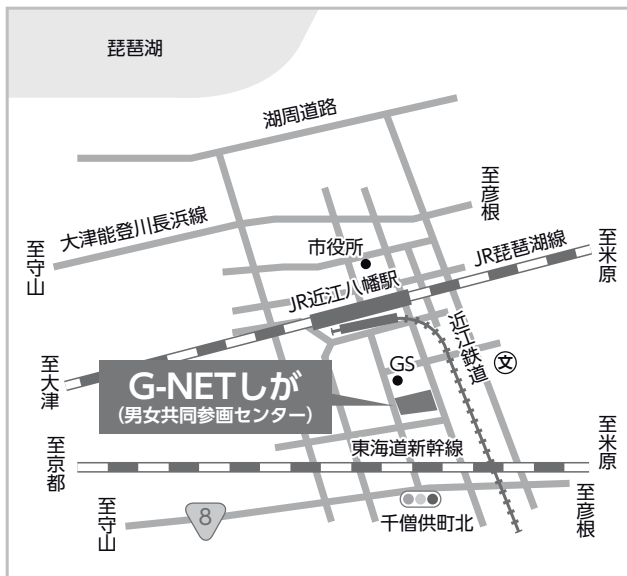 琵琶湖
湖周道路
大津能登川長浜線
至彦根
至守山
市役所
JR琵琶湖線
至米原
JR近江八幡駅
近江鉄道
文
GS
至大津
G-NETしが
(男女共同参画センター)
東海道新幹線
至京都
至米原
8
千僧供町北
至守山
至彦根